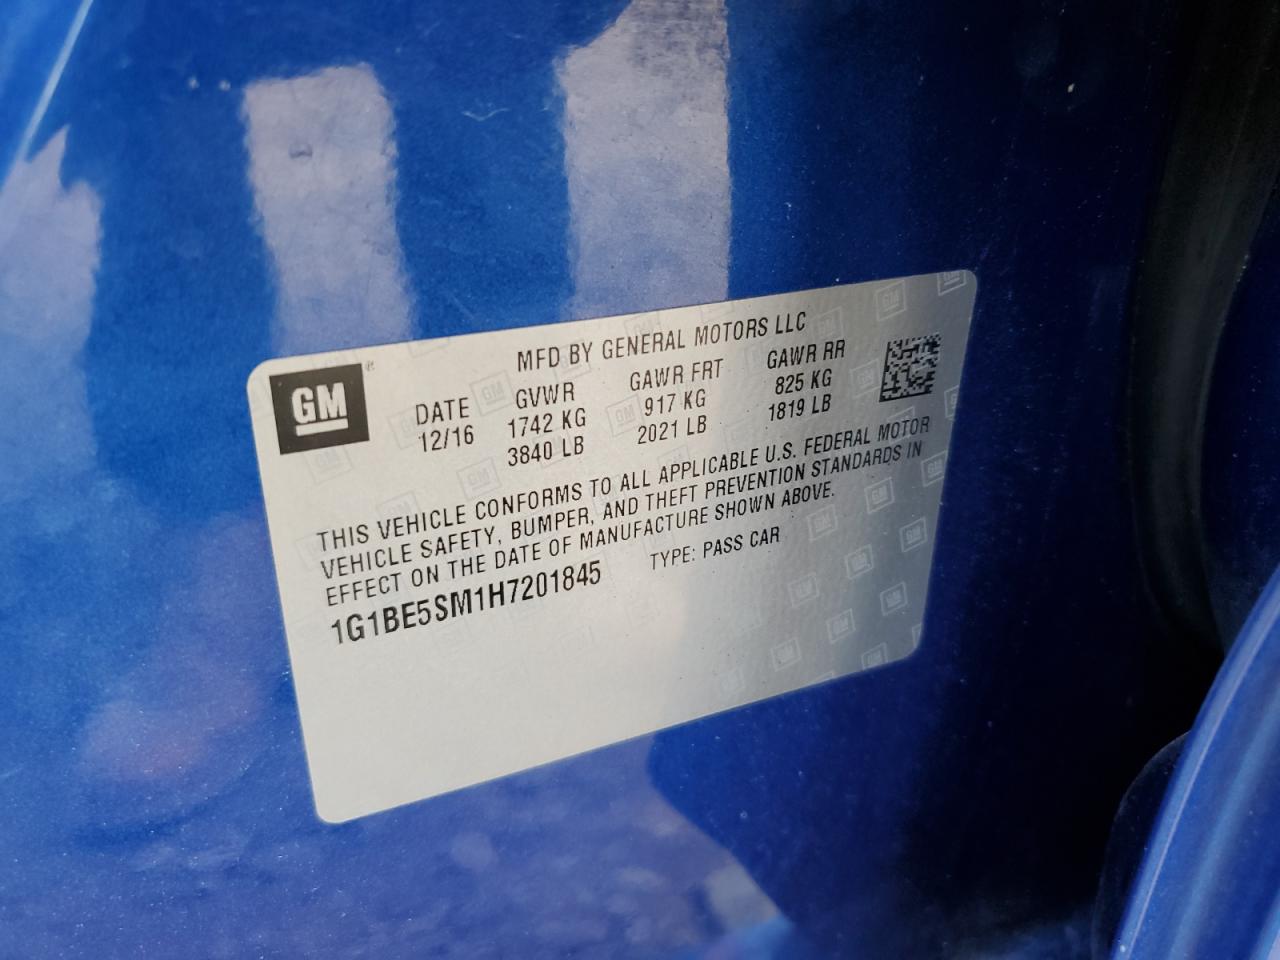 MFD BY GENERAL MOTORS LLC
GM ®
DATE GVWR GAWR FRT GAWR RR
12/16 1742 KG 917 KG 825 KG
3840 LB 2021 LB 1819 LB
THIS VEHICLE CONFORMS TO ALL APPLICABLE U.S. FEDERAL MOTOR
VEHICLE SAFETY, BUMPER, AND THEFT PREVENTION STANDARDS IN
EFFECT ON THE DATE OF MANUFACTURE SHOWN ABOVE.
1G1BE5SM1H7201845 TYPE: PASS CAR